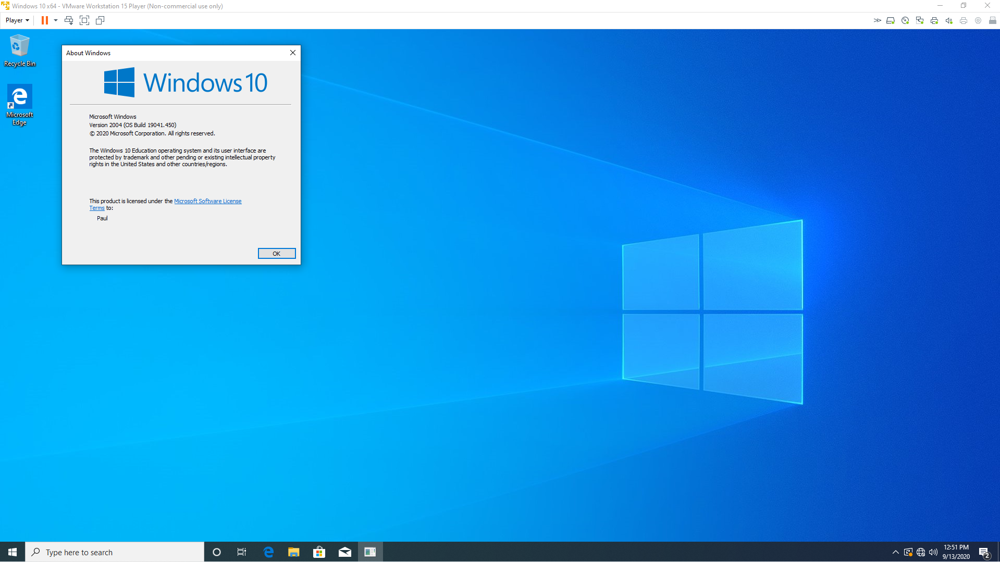 Windows 10 x64 - VMware Workstation 15 Player (Non-commercial use only)
Player
Recycle Bin
Microsoft
Edge
About Windows
Windows 10
Microsoft Windows
Version 2004 (OS Build 19041.450)
© 2020 Microsoft Corporation. All rights reserved.
The Windows 10 Education operating system and its user interface are
protected by trademark and other pending or existing intellectual property
rights in the United States and other countries/regions.
This product is licensed under the Microsoft Software License
Terms to:
Paul
OK
Type here to search
12:51 PM
9/13/2020
2